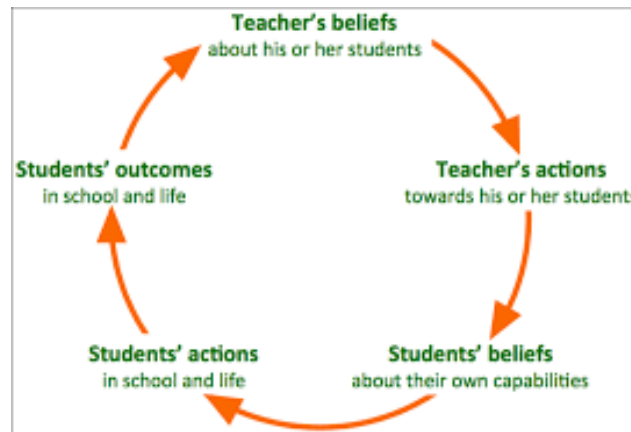 Teacher's beliefs
about his or her students
Teacher's actions
towards his or her students
Students' beliefs
about their own capabilities
Students' actions
in school and life
Students' outcomes
in school and life